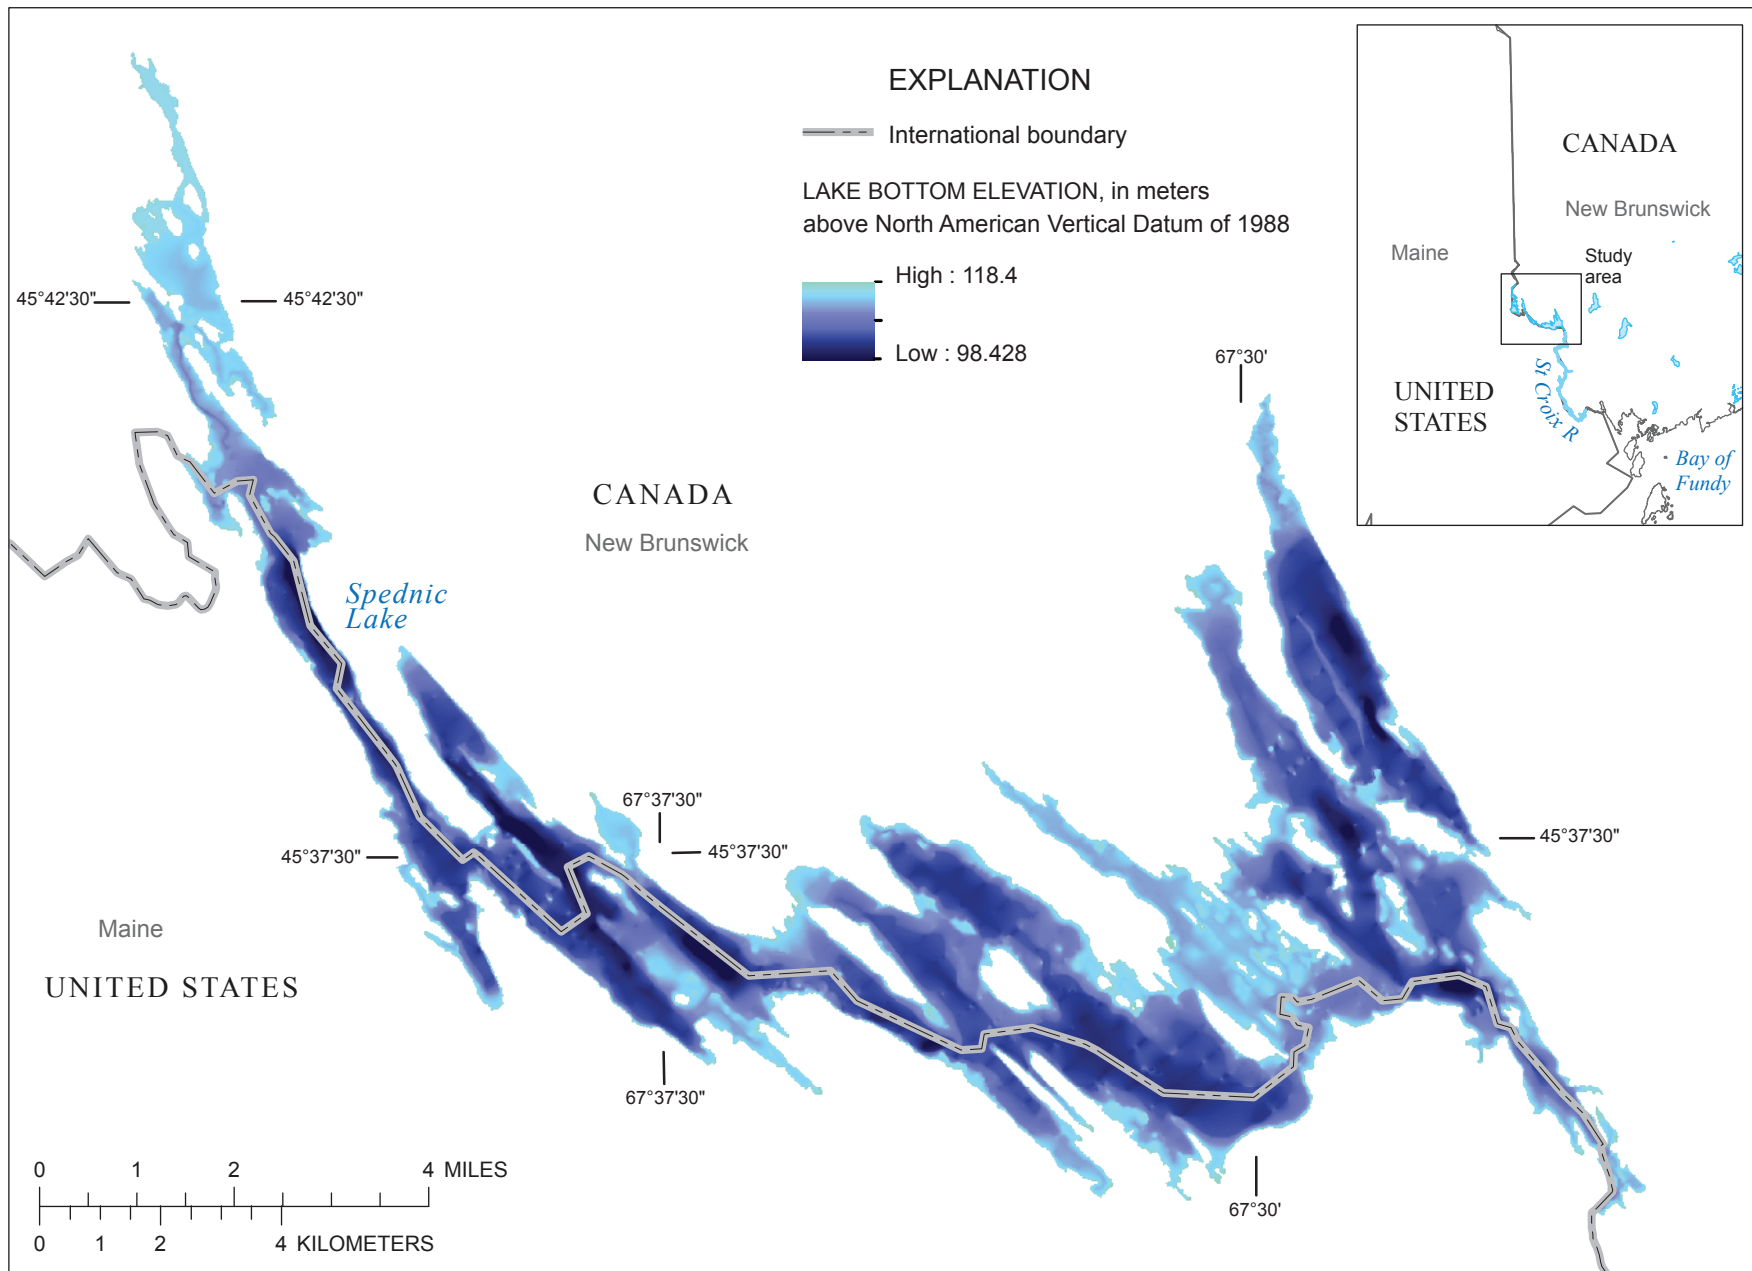 EXPLANATION
International boundary
LAKE BOTTOM ELEVATION, in meters
above North American Vertical Datum of 1988
High : 118.4
Low : 98.428
CANADA
New Brunswick
Maine
Study
area
UNITED
STATES
St Croix R
Bay of
Fundy
45°42'30"
45°42'30"
67°30'
CANADA
New Brunswick
Spednic
Lake
67°37'30"
45°37'30"
45°37'30"
45°37'30"
Maine
UNITED STATES
67°37'30"
67°30'
0 1 2 4 MILES
0 1 2 4 KILOMETERS